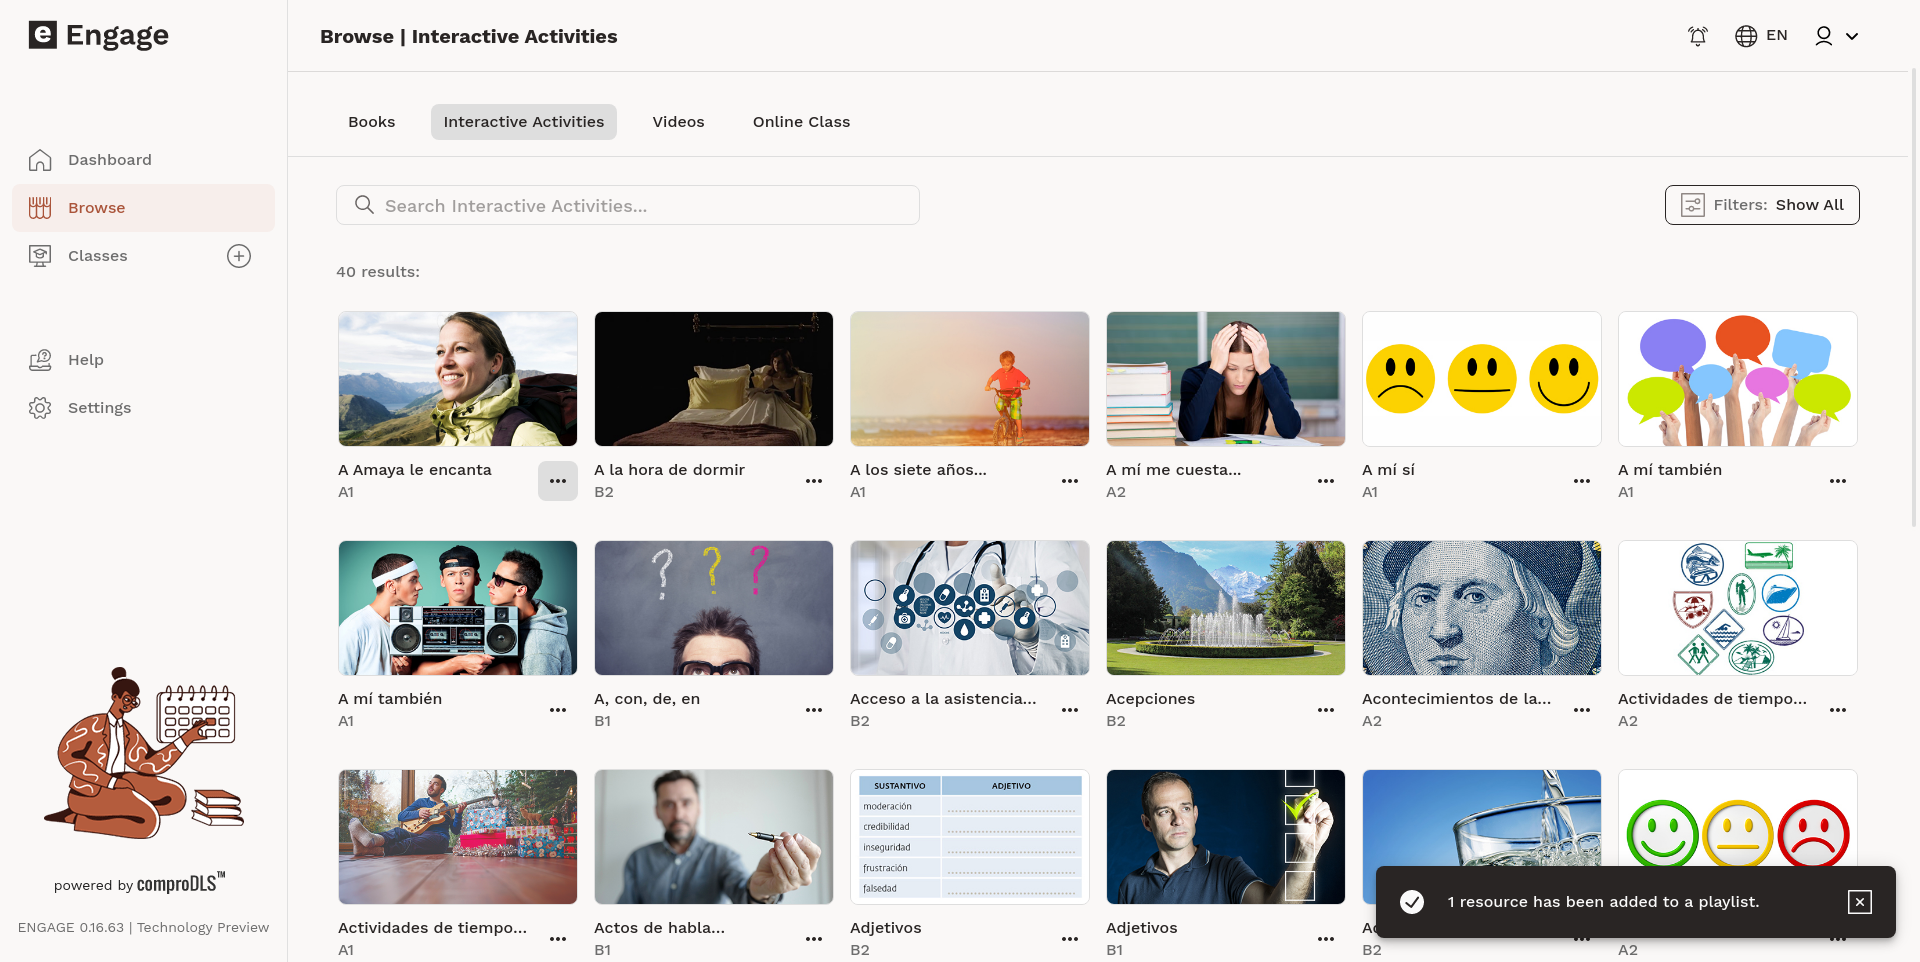 e Engage
Browse | Interactive Activities
EN
Dashboard
Browse
Classes
Help
Settings
powered by comproDLS™
ENGAGE 0.16.63 | Technology Preview
Books
Interactive Activities
Videos
Online Class
Search Interactive Activities...
Filters: Show All
40 results:
A Amaya le encanta
A1
A la hora de dormir
B2
A los siete años...
A1
A mí me cuesta...
A2
A mí sí
A1
A mí también
A1
? ? ?
A mí también
A1
A, con, de, en
B1
Acceso a la asistencia...
B2
Acepciones
B2
Acontecimientos de la...
A2
Actividades de tiempo...
A2
SUSTANTIVO ADJETIVO
moderación
credibilidad
inseguridad
frustración
falsedad
Actividades de tiempo...
A1
Actos de habla...
B1
Adjetivos
B2
Adjetivos
B1
B2
A2
1 resource has been added to a playlist.